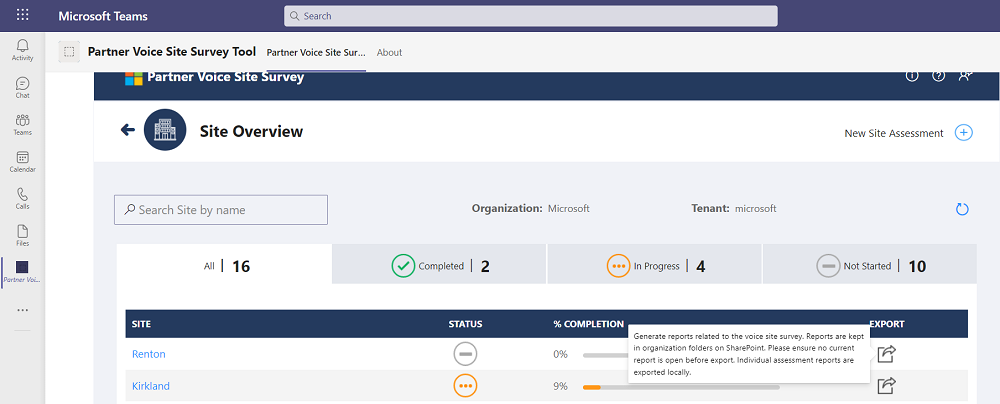 Microsoft Teams
Search
Activity
Chat
Teams
Calendar
Calls
Files
Partner Voi...
Partner Voice Site Survey Tool
Partner Voice Site Sur...
About
Partner Voice Site Survey
Site Overview
New Site Assessment
Search Site by name
Organization: Microsoft
Tenant: microsoft
All | 16
Completed | 2
In Progress | 4
Not Started | 10
SITE
STATUS
% COMPLETION
EXPORT
Generate reports related to the voice site survey. Reports are kept
in organization folders on SharePoint. Please ensure no current
report is open before export. Individual assessment reports are
exported locally.
Renton
0%
Kirkland
9%